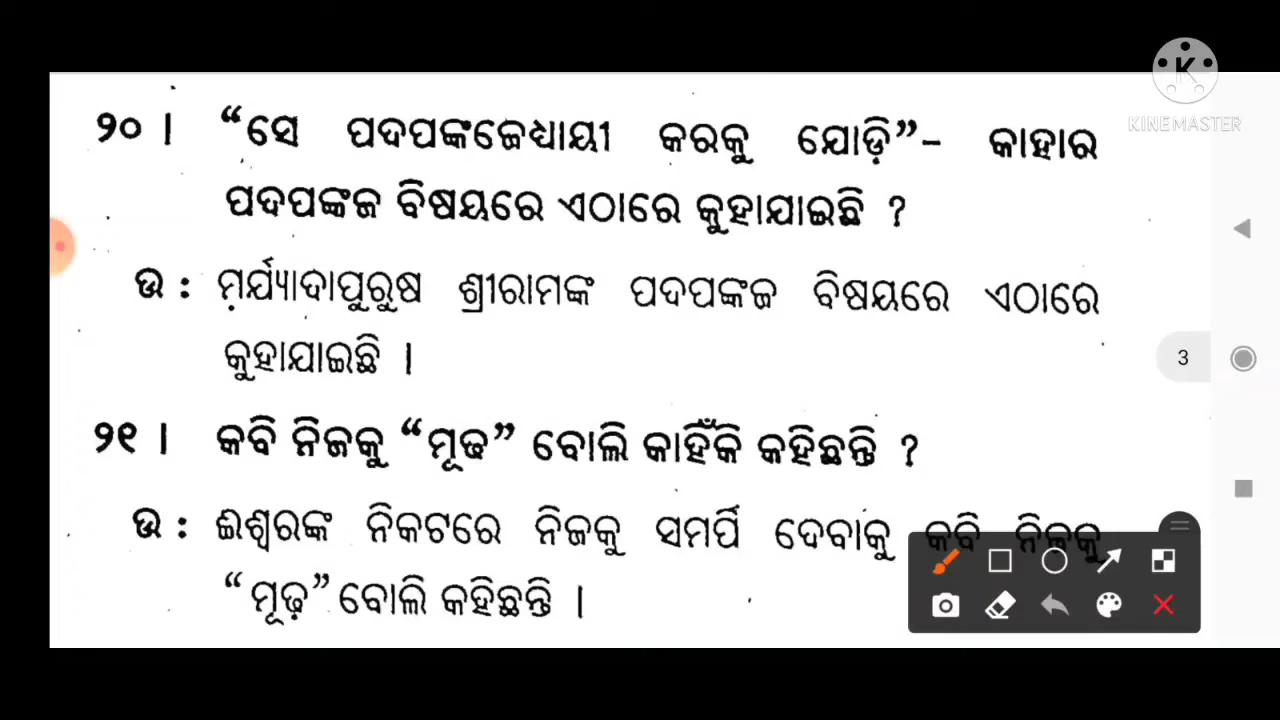 KINEMASTER
୨୦ । “ସେ ପଦପଙ୍କଜେଧ୍ୟାୟୀ କରକୁ ଯୋଡ଼ି”- କାହାର
ପଦପଙ୍କଜ ବିଷୟରେ ଏଠାରେ କୁହାଯାଇଛି ?
ଉ : ମର୍ଯ୍ୟାଦାପୁରୁଷ ଶ୍ରୀରାମଙ୍କ ପଦପଙ୍କଜ ବିଷୟରେ ଏଠାରେ
କୁହାଯାଇଛି ।
3
୨୧ । କବି ନିଜକୁ “ମୂଢ” ବୋଲି କାହିଁକି କହିଛନ୍ତି ?
ଉ : ଈଶ୍ୱରଙ୍କ ନିକଟରେ ନିଜକୁ ସମର୍ପି ଦେବାକୁ କବି ନିଜକୁ
“ମୂଢ଼” ବୋଲି କହିଛନ୍ତି ।